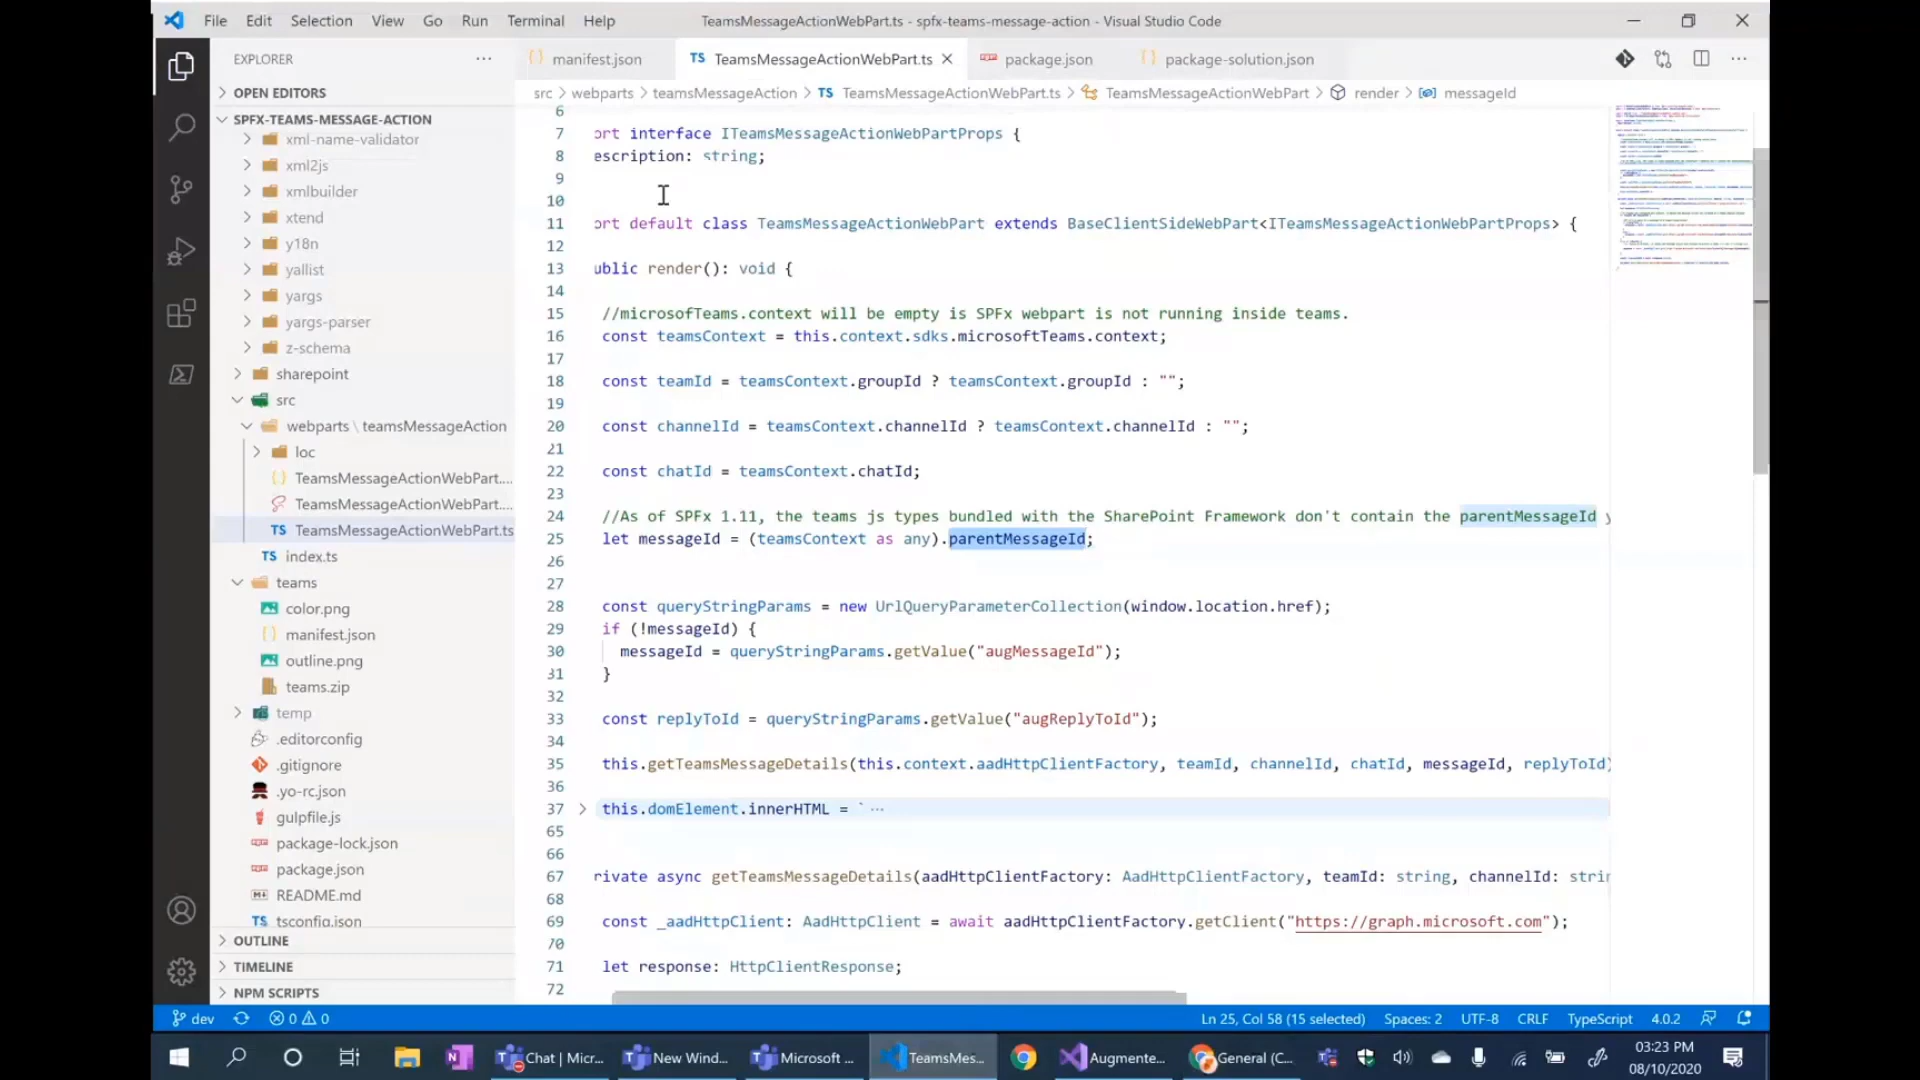 File Edit Selection View Go Run Terminal Help
TeamsMessageActionWebPart.ts - spfx-teams-message-action - Visual Studio Code
EXPLORER
manifest.json
TS TeamsMessageActionWebPart.ts
package.json
package-solution.json
OPEN EDITORS
src > webparts > teamsMessageAction > TS TeamsMessageActionWebPart.ts > TeamsMessageActionWebPart > render > messageId
SPFX-TEAMS-MESSAGE-ACTION
xml-name-validator
xml2js
xmlbuilder
xtend
y18n
yallist
yargs
yargs-parser
z-schema
sharepoint
src
webparts \ teamsMessageAction
loc
TeamsMessageActionWebPart....
TeamsMessageActionWebPart....
TS TeamsMessageActionWebPart.ts
TS index.ts
teams
color.png
manifest.json
outline.png
teams.zip
temp
.editorconfig
.gitignore
.yo-rc.json
gulpfile.js
package-lock.json
package.json
README.md
TS tsconfig.json
OUTLINE
TIMELINE
NPM SCRIPTS
6
7 ort interface ITeamsMessageActionWebPartProps {
8 escription: string;
9
10
11 ort default class TeamsMessageActionWebPart extends BaseClientSideWebPart<ITeamsMessageActionWebPartProps> {
12
13 ublic render(): void {
14
15 //microsofTeams.context will be empty is SPFx webpart is not running inside teams.
16 const teamsContext = this.context.sdks.microsoftTeams.context;
17
18 const teamId = teamsContext.groupId ? teamsContext.groupId : "";
19
20 const channelId = teamsContext.channelId ? teamsContext.channelId : "";
21
22 const chatId = teamsContext.chatId;
23
24 //As of SPFx 1.11, the teams js types bundled with the SharePoint Framework don't contain the parentMessageId
25 let messageId = (teamsContext as any).parentMessageId;
26
27
28 const queryStringParams = new UrlQueryParameterCollection(window.location.href);
29 if (!messageId) {
30 messageId = queryStringParams.getValue("augMessageId");
31 }
32
33 const replyToId = queryStringParams.getValue("augReplyToId");
34
35 this.getTeamsMessageDetails(this.context.aadHttpClientFactory, teamId, channelId, chatId, messageId, replyToId)
36
37 this.domElement.innerHTML = ` ...
65
66
67 rivate async getTeamsMessageDetails(aadHttpClientFactory: AadHttpClientFactory, teamId: string, channelId: strin
68
69 const _aadHttpClient: AadHttpClient = await aadHttpClientFactory.getClient("https://graph.microsoft.com");
70
71 let response: HttpClientResponse;
72
dev 0 0 Ln 25, Col 58 (15 selected) Spaces: 2 UTF-8 CRLF TypeScript 4.0.2
Chat | Micr... New Wind... Microsoft ... TeamsMes... Augmente... General (C... 03:23 PM
08/10/2020